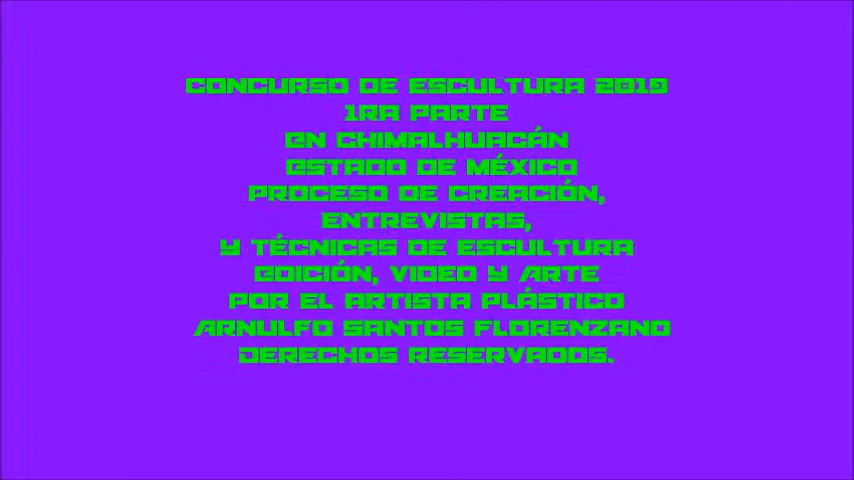 CONCURSO DE ESCULTURA 2019
1RA PARTE
EN CHIMALHUACÁN
ESTADO DE MÉXICO
PROCESO DE CREACIÓN,
ENTREVISTAS,
Y TÉCNICAS DE ESCULTURA
EDICIÓN, VIDEO Y ARTE
POR EL ARTISTA PLÁSTICO
ARNULFO SANTOS FLORENZANO
DERECHOS RESERVADOS.